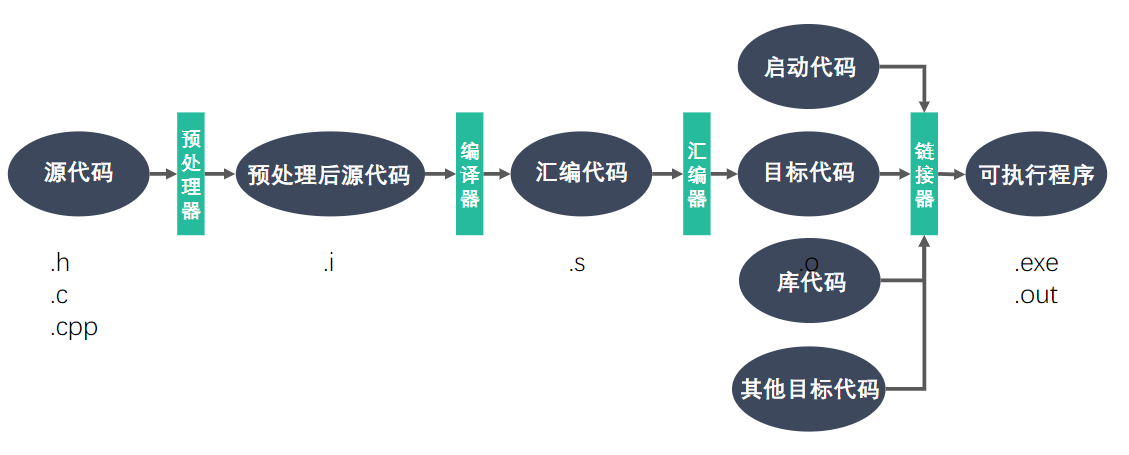 启动代码
源代码
预处理器
预处理后源代码
编译器
汇编代码
汇编器
目标代码
链接器
可执行程序
.h
.c
.cpp
.i
.s
.o
库代码
.exe
.out
其他目标代码